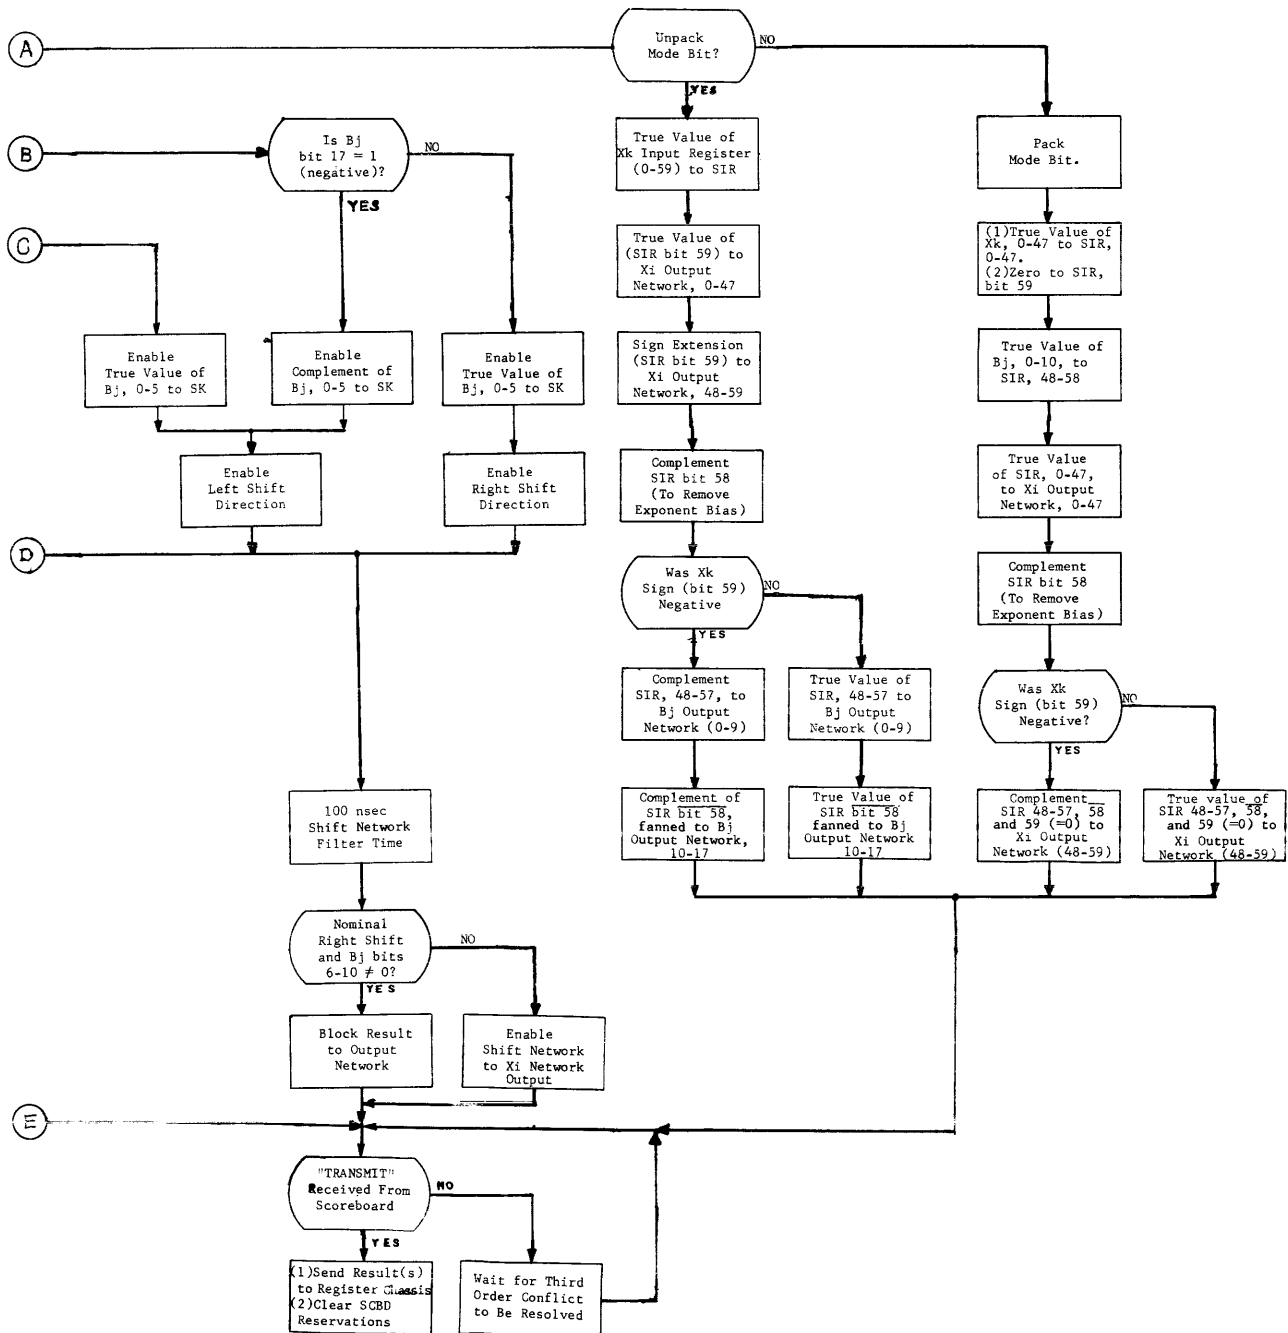 A
Unpack
Mode Bit?
NO
YES
B
Is Bj
bit 17 = 1
(negative)?
NO
YES
True Value of
Xk Input Register
(0-59) to SIR
Pack
Mode Bit.
C
True Value of
(SIR bit 59) to
Xi Output
Network, 0-47
(1)True Value of
Xk, 0-47 to SIR,
0-47.
(2)Zero to SIR,
bit 59
Enable
True Value of
Bj, 0-5 to SK
Enable
Complement of
Bj, 0-5 to SK
Enable
True Value of
Bj, 0-5 to SK
Sign Extension
(SIR bit 59) to
Xi Output
Network, 48-59
True Value of
Bj, 0-10, to
SIR, 48-58
Enable
Left Shift
Direction
Enable
Right Shift
Direction
Complement
SIR bit 58
(To Remove
Exponent Bias)
True Value
of SIR, 0-47,
to Xi Output
Network, 0-47
D
Was Xk
Sign (bit 59)
Negative
NO
YES
Complement
SIR bit 58
(To Remove
Exponent Bias)
Complement
SIR, 48-57, to
Bj Output
Network (0-9)
True Value of
SIR, 48-57 to
Bj Output
Network (0-9)
Was Xk
Sign (bit 59)
Negative?
NO
YES
100 nsec
Shift Network
Filter Time
Complement of
SIR bit 58,
fanned to Bj
Output Network,
10-17
True Value of
SIR bit 58
fanned to Bj
Output Network
10-17
Complement
SIR 48-57, 58
and 59 (=0) to
Xi Output
Network (48-59)
True value of
SIR 48-57, 58,
and 59 (=0) to
Xi Output
Network (48-59)
Nominal
Right Shift
and Bj bits
6-10 ≠ 0?
NO
YES
Block Result
to Output
Network
Enable
Shift Network
to Xi Network
Output
E
"TRANSMIT"
Received From
Scoreboard
NO
YES
(1)Send Result(s)
to Register Chassis
(2)Clear SCBD
Reservations
Wait for Third
Order Conflict
to Be Resolved